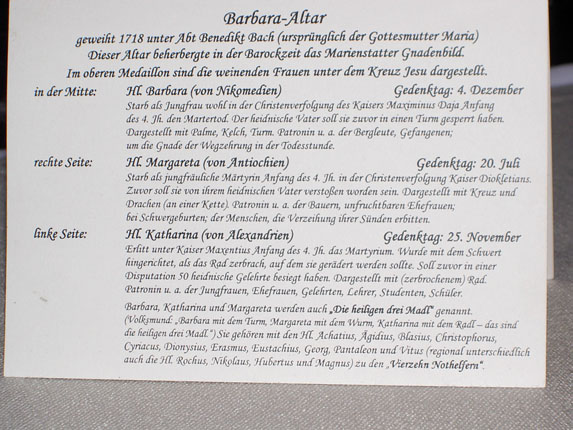 Barbara-Altar
geweiht 1718 unter Abt Benedikt Bach (ursprünglich der Gottesmutter Maria)
Dieser Altar beherbergte in der Barockzeit das Marienstatter Gnadenbild.
Im oberen Medaillon sind die weinenden Frauen unter dem Kreuz Jesu dargestellt.
in der Mitte: Hl. Barbara (von Nikomedien) Gedenktag: 4. Dezember
Starb als Jungfrau wohl in der Christenverfolgung des Kaisers Maximinus Daja Anfang
des 4. Jh. den Martertod. Der heidnische Vater soll sie zuvor in einen Turm gesperrt haben.
Dargestellt mit Palme, Kelch, Turm. Patronin u. a. der Bergleute, Gefangenen;
um die Gnade der Wegzehrung in der Todesstunde.
rechte Seite: Hl. Margareta (von Antiochien) Gedenktag: 20. Juli
Starb als jungfräuliche Märtyrin Anfang des 4. Jh. in der Christenverfolgung Kaiser Diokletians.
Zuvor soll sie von ihrem heidnischen Vater verstoßen worden sein. Dargestellt mit Kreuz und
Drachen (an einer Kette). Patronin u. a. der Bauern, unfruchtbaren Ehefrauen;
bei Schwergeburten; der Menschen, die Verzeihung ihrer Sünden erbitten.
linke Seite: Hl. Katharina (von Alexandrien) Gedenktag: 25. November
Erlitt unter Kaiser Maxentius Anfang des 4. Jh. das Martyrium. Wurde mit dem Schwert
hingerichtet, als das Rad zerbrach, auf dem sie gerädert werden sollte. Soll zuvor in einer
Disputation 50 heidnische Gelehrte besiegt haben. Dargestellt mit (zerbrochenem) Rad.
Patronin u. a. der Jungfrauen, Ehefrauen, Gelehrten, Lehrer, Studenten, Schüler.
Barbara, Katharina und Margareta werden auch „Die heiligen drei Madl" genannt.
(Volksmund: „Barbara mit dem Turm, Margareta mit dem Wurm, Katharina mit dem Radl – das sind
die heiligen drei Madl.") Sie gehören mit den Hl. Achatius, Ägidius, Blasius, Christophorus,
Cyriacus, Dionysius, Erasmus, Eustachius, Georg, Pantaleon und Vitus (regional unterschiedlich
auch die Hl. Rochus, Nikolaus, Hubertus und Magnus) zu den „Vierzehn Nothelfern".